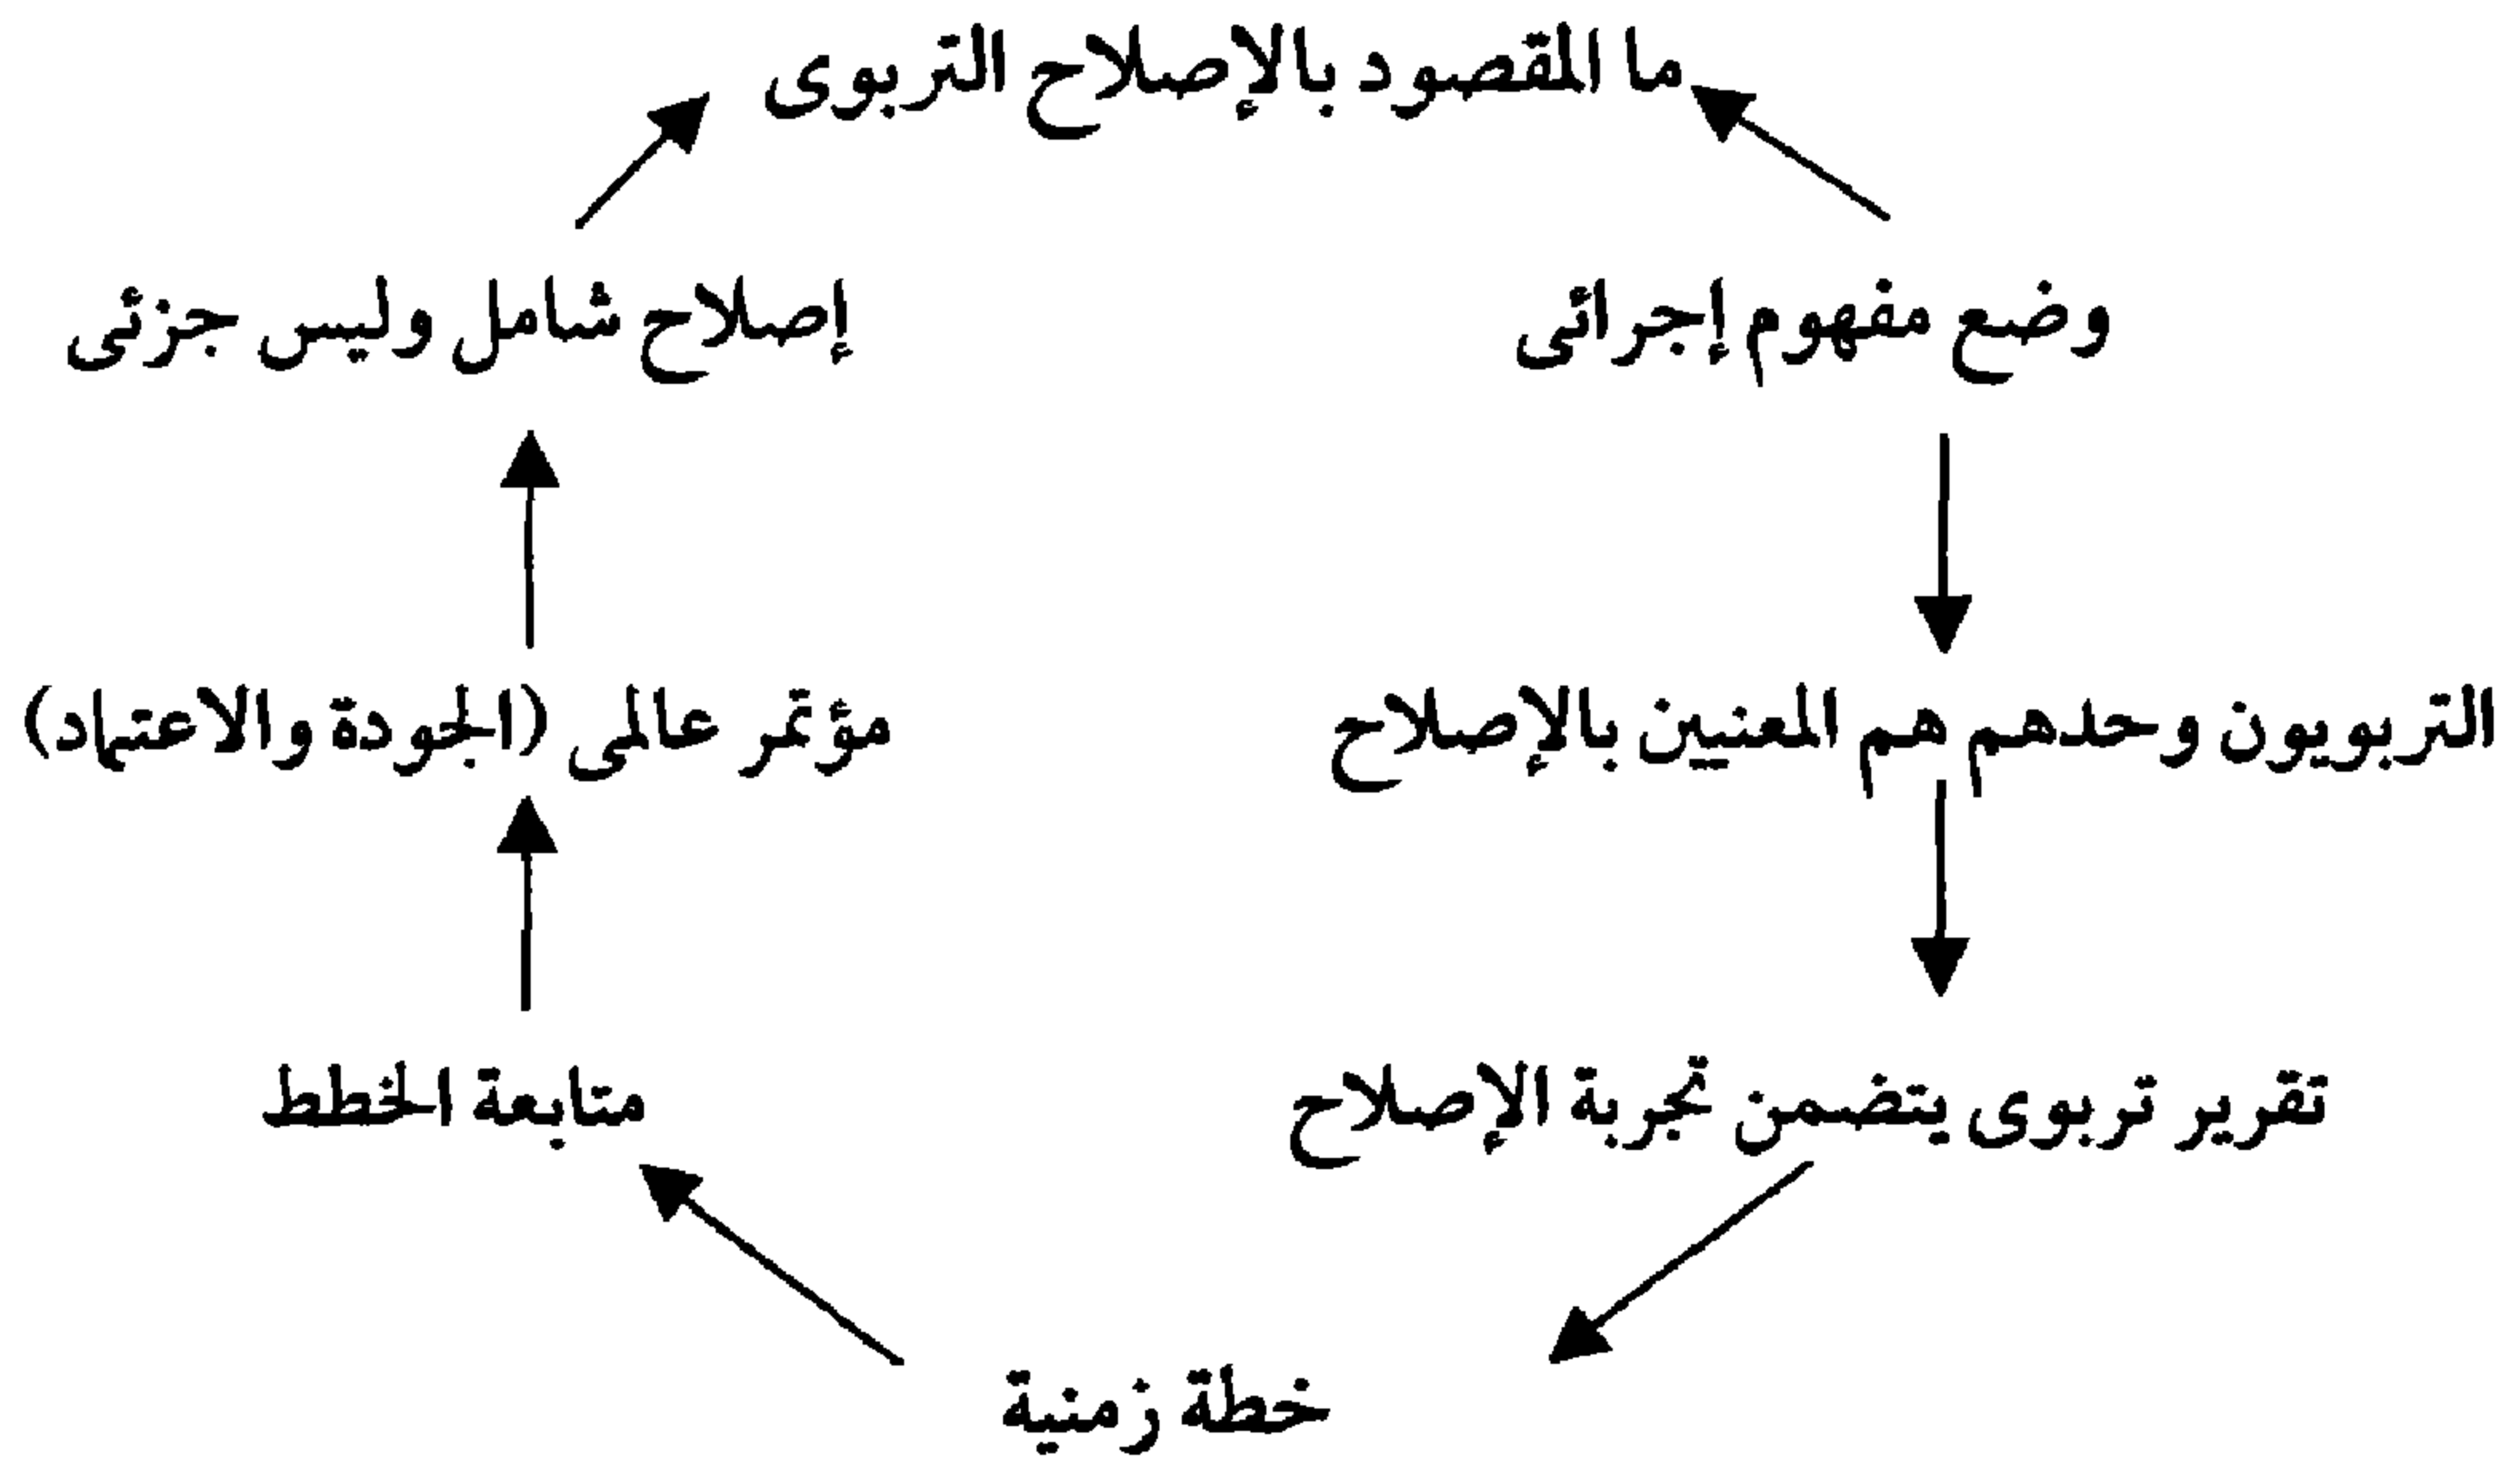 ما المقصود بالإصلاح التربوى
وضع مفهوم إجرائى
إصلاح شامل وليس جزئى
التربويون وحدهم هم المعنين بالإصلاح
مؤتمر عالمى (الجودة والاعتماد)
تقرير تربوى يتضمن تجربة الإصلاح
متابعة الخطط
خطة زمنية